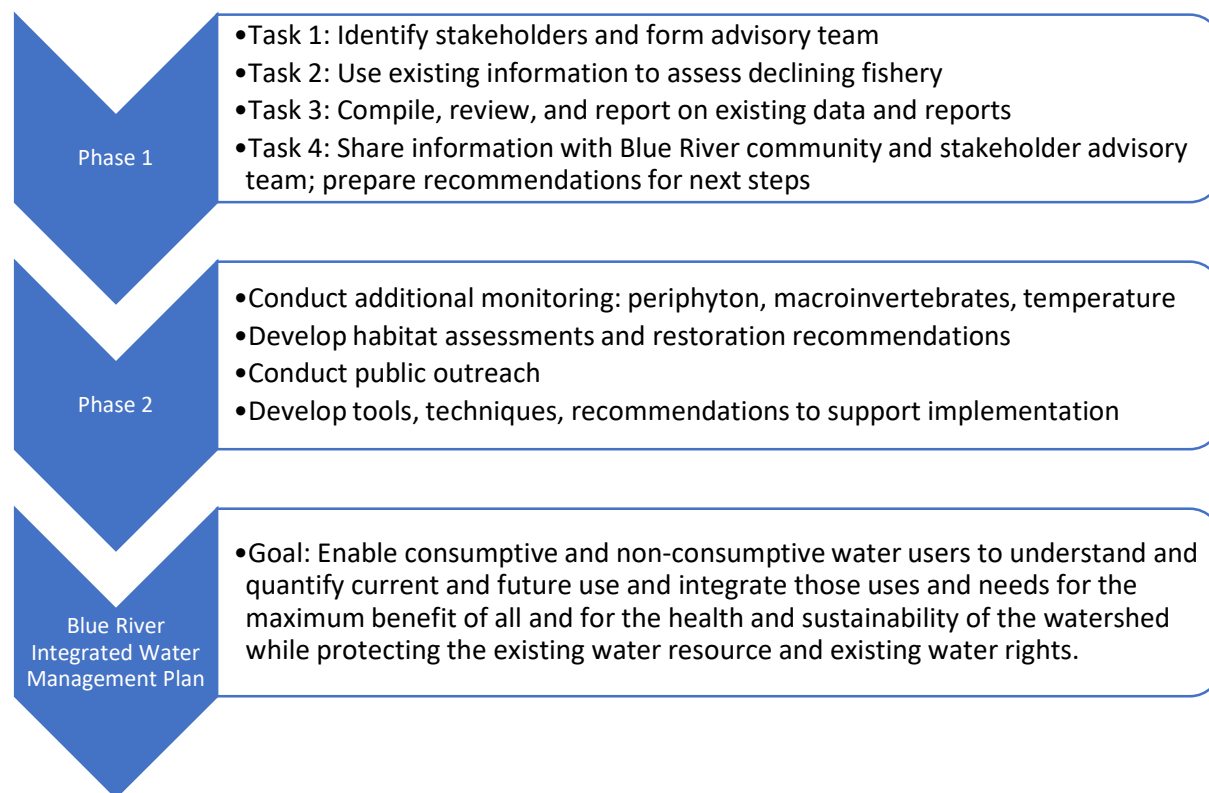 Phase 1
•Task 1: Identify stakeholders and form advisory team
•Task 2: Use existing information to assess declining fishery
•Task 3: Compile, review, and report on existing data and reports
•Task 4: Share information with Blue River community and stakeholder advisory
team; prepare recommendations for next steps
Phase 2
•Conduct additional monitoring: periphyton, macroinvertebrates, temperature
•Develop habitat assessments and restoration recommendations
•Conduct public outreach
•Develop tools, techniques, recommendations to support implementation
Blue River
Integrated Water
Management Plan
•Goal: Enable consumptive and non-consumptive water users to understand and
quantify current and future use and integrate those uses and needs for the
maximum benefit of all and for the health and sustainability of the watershed
while protecting the existing water resource and existing water rights.